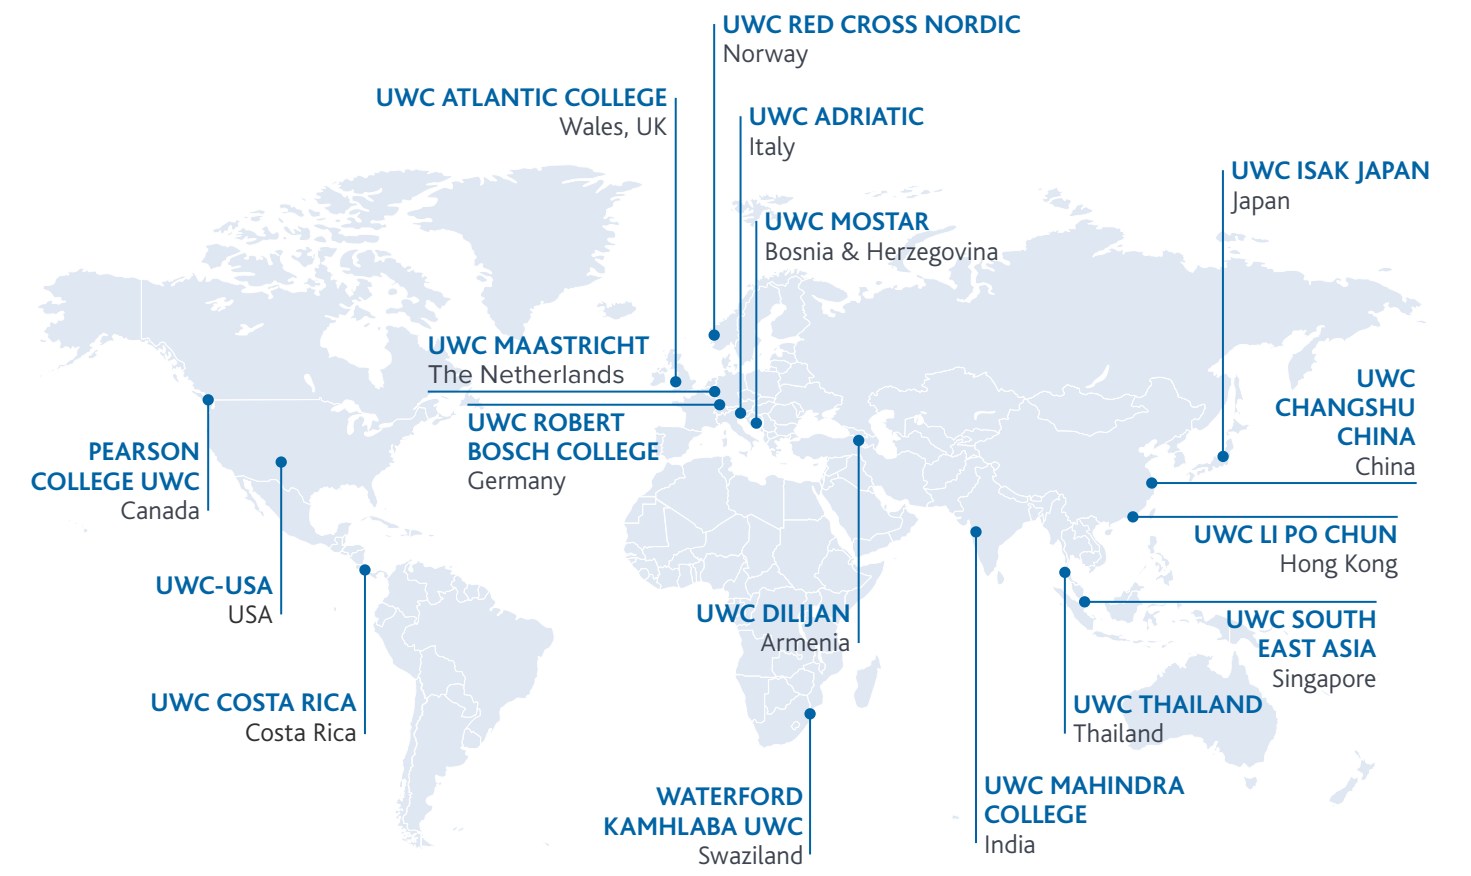 UWC RED CROSS NORDIC
Norway
UWC ATLANTIC COLLEGE
Wales, UK
UWC ADRIATIC
Italy
UWC ISAK JAPAN
Japan
UWC MOSTAR
Bosnia & Herzegovina
UWC MAASTRICHT
The Netherlands
UWC ROBERT
BOSCH COLLEGE
Germany
UWC
CHANGSHU
CHINA
China
PEARSON
COLLEGE UWC
Canada
UWC LI PO CHUN
Hong Kong
UWC-USA
USA
UWC DILIJAN
Armenia
UWC SOUTH
EAST ASIA
Singapore
UWC COSTA RICA
Costa Rica
UWC THAILAND
Thailand
WATERFORD
KAMHLABA UWC
Swaziland
UWC MAHINDRA
COLLEGE
India